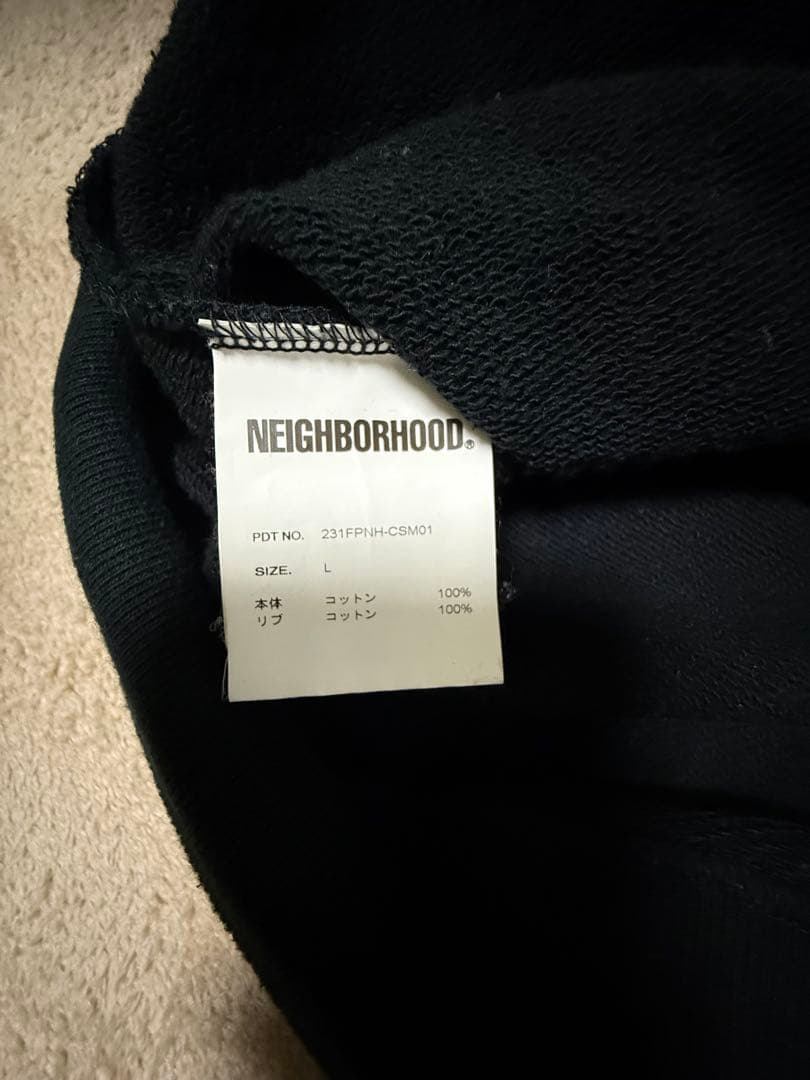 NEIGHBORHOOD®
PDT NO. 231FPNH-CSM01
SIZE. L
本体 コットン 100%
リブ コットン 100%